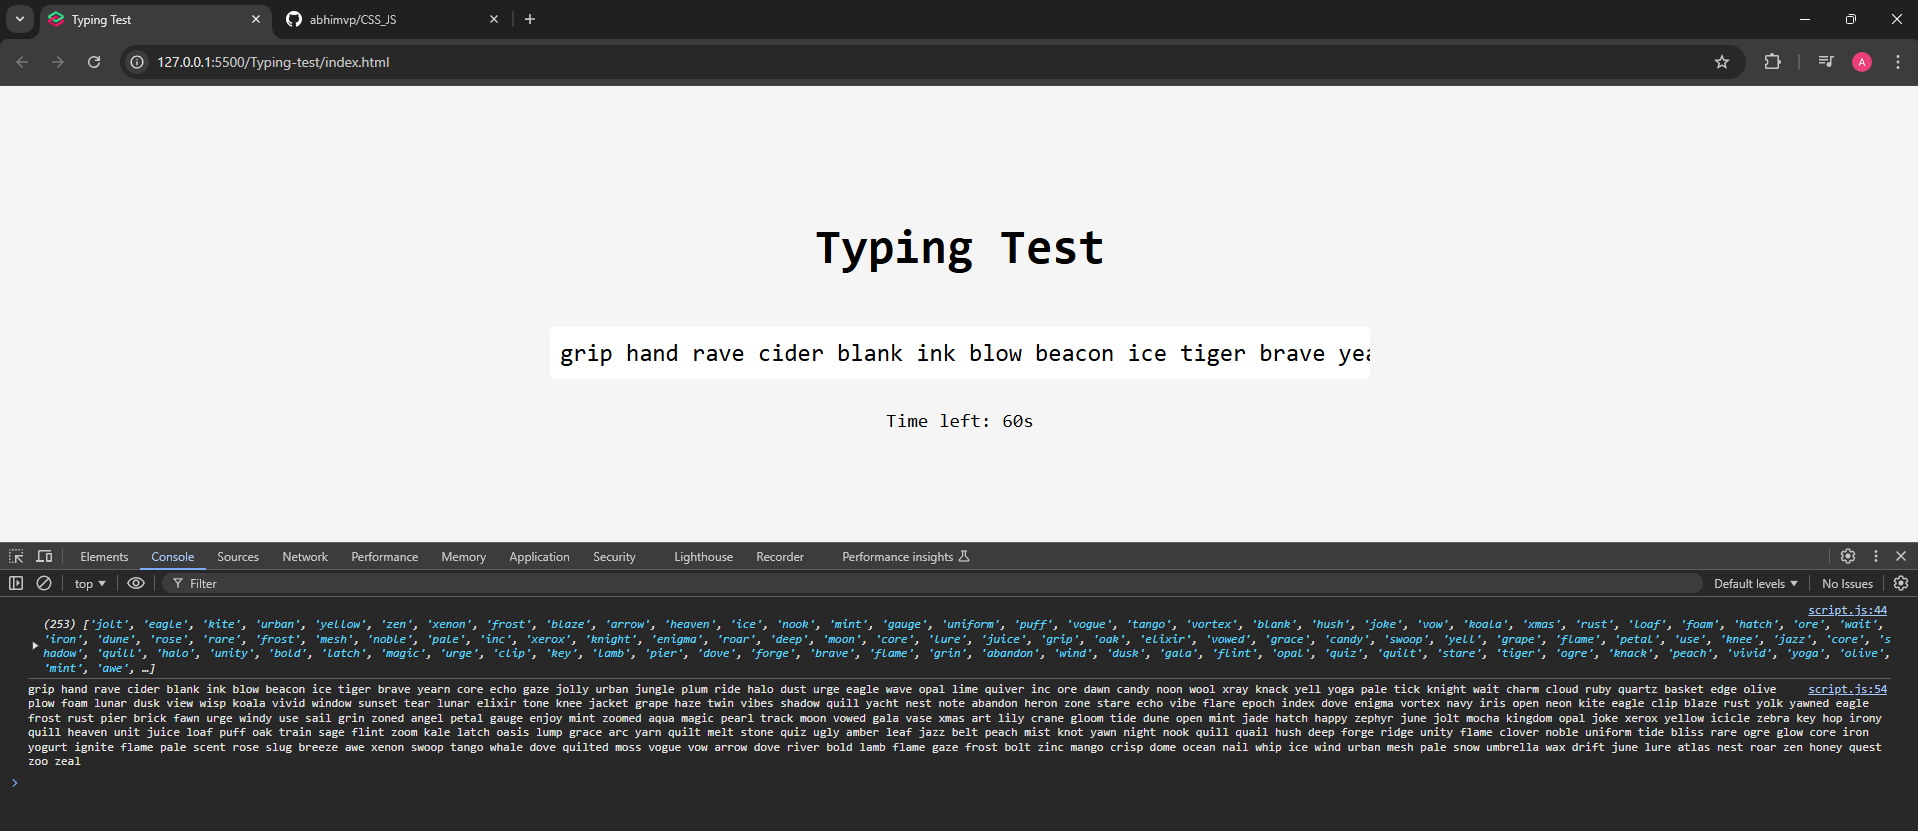 Typing Test
abhimvp/CSS_JS
127.0.0.1:5500/Typing-test/index.html
A
Typing Test
grip hand rave cider blank ink blow beacon ice tiger brave yea
Time left: 60s
Elements Console Sources Network Performance Memory Application Security Lighthouse Recorder Performance insights
top Filter Default levels No Issues
script.js:44
(253) ['jolt', 'eagle', 'kite', 'urban', 'yellow', 'zen', 'xenon', 'frost', 'blaze', 'arrow', 'heaven', 'ice', 'nook', 'mint', 'gauge', 'uniform', 'puff', 'vogue', 'tango', 'vortex', 'blank', 'hush', 'joke', 'vow', 'koala', 'xmas', 'rust', 'loaf', 'foam', 'hatch', 'ore', 'wait',
'iron', 'dune', 'rose', 'rare', 'frost', 'mesh', 'noble', 'pale', 'inc', 'xerox', 'knight', 'enigma', 'roar', 'deep', 'moon', 'core', 'lure', 'juice', 'grip', 'oak', 'elixir', 'vowed', 'grace', 'candy', 'swoop', 'yell', 'grape', 'flame', 'petal', 'use', 'knee', 'jazz', 'core', 's
hadow', 'quill', 'halo', 'unity', 'bold', 'latch', 'magic', 'urge', 'clip', 'key', 'lamb', 'pier', 'dove', 'forge', 'brave', 'flame', 'grin', 'abandon', 'wind', 'dusk', 'gala', 'flint', 'opal', 'quiz', 'quilt', 'stare', 'tiger', 'ogre', 'knack', 'peach', 'vivid', 'yoga', 'olive',
'mint', 'awe', …]
grip hand rave cider blank ink blow beacon ice tiger brave yearn core echo gaze jolly urban jungle plum ride halo dust urge eagle wave opal lime quiver inc ore dawn candy noon wool xray knack yell yoga pale tick knight wait charm cloud ruby quartz basket edge olive script.js:54
plow foam lunar dusk view wisp koala vivid window sunset tear lunar elixir tone knee jacket grape haze twin vibes shadow quill yacht nest note abandon heron zone stare echo vibe flare epoch index dove enigma vortex navy iris open neon kite eagle clip blaze rust yolk yawned eagle
frost rust pier brick fawn urge windy use sail grin zoned angel petal gauge enjoy mint zoomed aqua magic pearl track moon vowed gala vase xmas art lily crane gloom tide dune open mint jade hatch happy zephyr june jolt mocha kingdom opal joke xerox yellow icicle zebra key hop irony
quill heaven unit juice loaf puff oak train sage flint zoom kale latch oasis lump grace arc yarn quilt melt stone quiz ugly amber leaf jazz belt peach mist knot yawn night nook quill quail hush deep forge ridge unity flame clover noble uniform tide bliss rare ogre glow core iron
yogurt ignite flame pale scent rose slug breeze awe xenon swoop tango whale dove quilted moss vogue vow arrow dove river bold lamb flame gaze frost bolt zinc mango crisp dome ocean nail whip ice wind urban mesh pale snow umbrella wax drift june lure atlas nest roar zen honey quest
zoo zeal